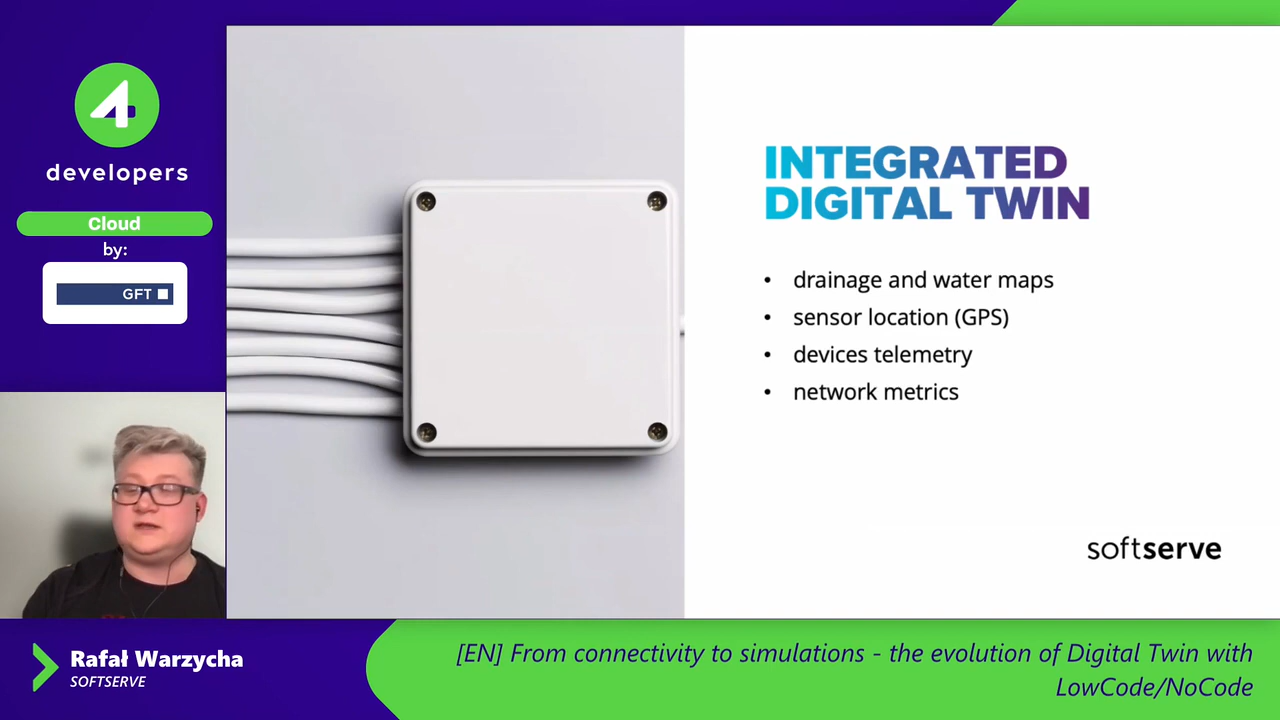 4
developers
Cloud
by:
GFT
INTEGRATED
DIGITAL TWIN
• drainage and water maps
• sensor location (GPS)
• devices telemetry
• network metrics
softserve
Rafał Warzycha
SOFTSERVE
[EN] From connectivity to simulations - the evolution of Digital Twin with
LowCode/NoCode